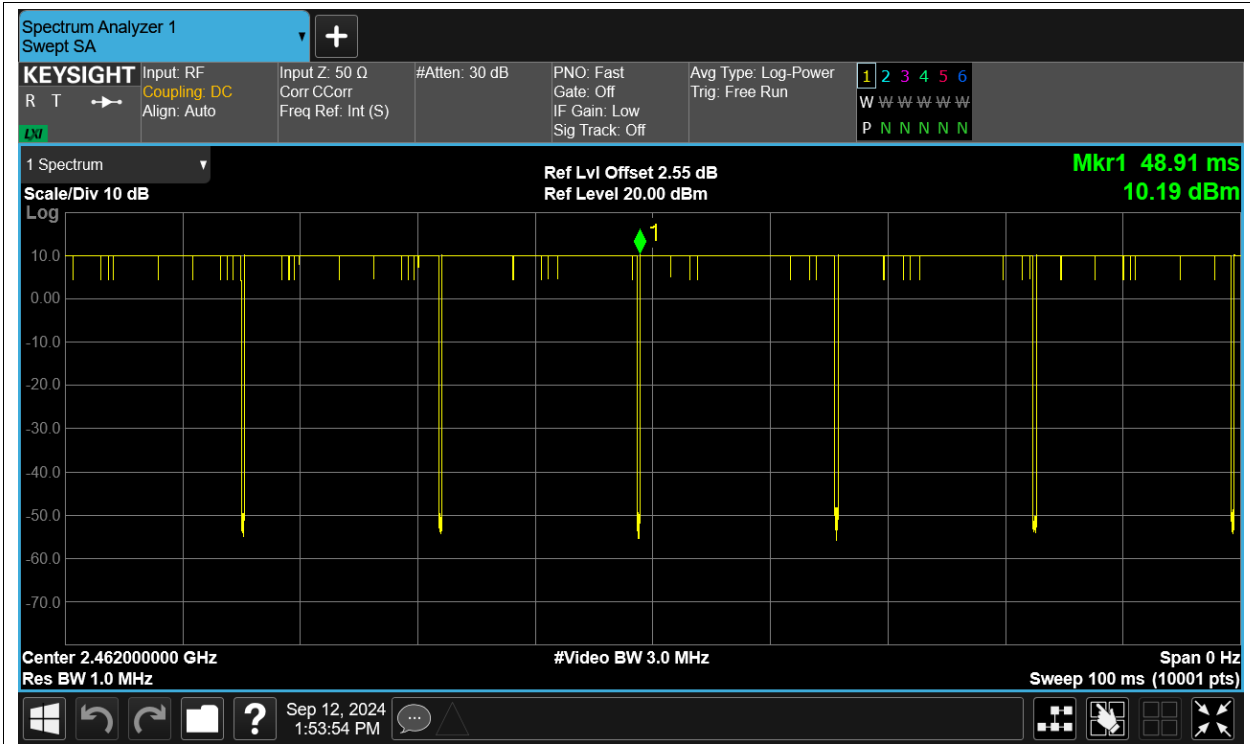 Spectrum Analyzer 1
Swept SA
KEYSIGHT
R T
LXI
Input: RF
Coupling: DC
Align: Auto
Input Z: 50 Ω
Corr CCorr
Freq Ref: Int (S)
#Atten: 30 dB
PNO: Fast
Gate: Off
IF Gain: Low
Sig Track: Off
Avg Type: Log-Power
Trig: Free Run
1 2 3 4 5 6
W W W W W W
P N N N N N
1 Spectrum
Scale/Div 10 dB
Log
Ref Lvl Offset 2.55 dB
Ref Level 20.00 dBm
Mkr1 48.91 ms
10.19 dBm
1
10.0
0.00
-10.0
-20.0
-30.0
-40.0
-50.0
-60.0
-70.0
Center 2.462000000 GHz
Res BW 1.0 MHz
#Video BW 3.0 MHz
Span 0 Hz
Sweep 100 ms (10001 pts)
?
Sep 12, 2024
1:53:54 PM